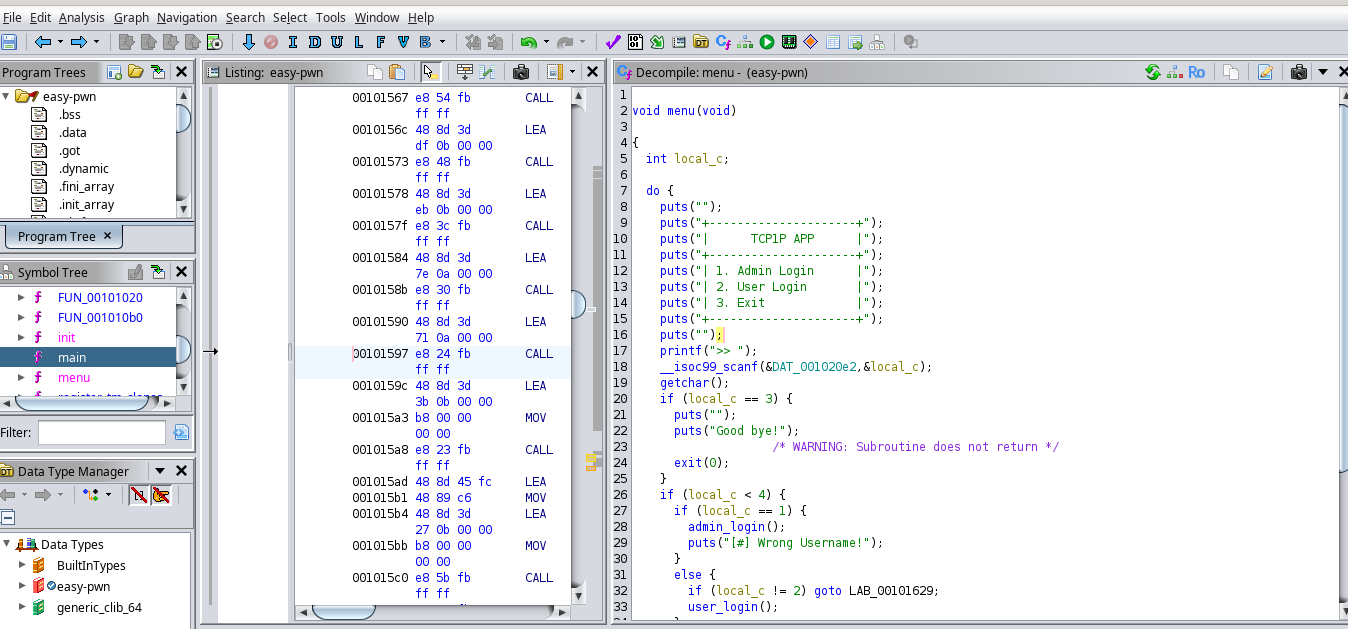 File Edit Analysis Graph Navigation Search Select Tools Window Help
I D U L F V B
Program Trees
easy-pwn
.bss
.data
.got
.dynamic
.fini_array
.init_array
Program Tree ×
Symbol Tree
f FUN_00101020
f FUN_001010b0
f init
f main
f menu
Filter:
Data Type Manager
Data Types
BuiltInTypes
easy-pwn
generic_clib_64
Listing: easy-pwn
00101567 e8 54 fb CALL
ff ff
0010156c 48 8d 3d LEA
df 0b 00 00
00101573 e8 48 fb CALL
ff ff
00101578 48 8d 3d LEA
eb 0b 00 00
0010157f e8 3c fb CALL
ff ff
00101584 48 8d 3d LEA
7e 0a 00 00
0010158b e8 30 fb CALL
ff ff
00101590 48 8d 3d LEA
71 0a 00 00
00101597 e8 24 fb CALL
ff ff
0010159c 48 8d 3d LEA
3b 0b 00 00
001015a3 b8 00 00 MOV
00 00
001015a8 e8 23 fb CALL
ff ff
001015ad 48 8d 45 fc LEA
001015b1 48 89 c6 MOV
001015b4 48 8d 3d LEA
27 0b 00 00
001015bb b8 00 00 MOV
00 00
001015c0 e8 5b fb CALL
ff ff
Decompile: menu - (easy-pwn)
Ro
1
2 void menu(void)
3
4 {
5 int local_c;
6
7 do {
8 puts("");
9 puts("+---------------------+");
10 puts("|      TCP1P APP      |");
11 puts("+---------------------+");
12 puts("| 1. Admin Login      |");
13 puts("| 2. User Login       |");
14 puts("| 3. Exit             |");
15 puts("+---------------------+");
16 puts("");
17 printf(">> ");
18 __isoc99_scanf(&DAT_001020e2,&local_c);
19 getchar();
20 if (local_c == 3) {
21 puts("");
22 puts("Good bye!");
23 /* WARNING: Subroutine does not return */
24 exit(0);
25 }
26 if (local_c < 4) {
27 if (local_c == 1) {
28 admin_login();
29 puts("[#] Wrong Username!");
30 }
31 else {
32 if (local_c != 2) goto LAB_00101629;
33 user_login();